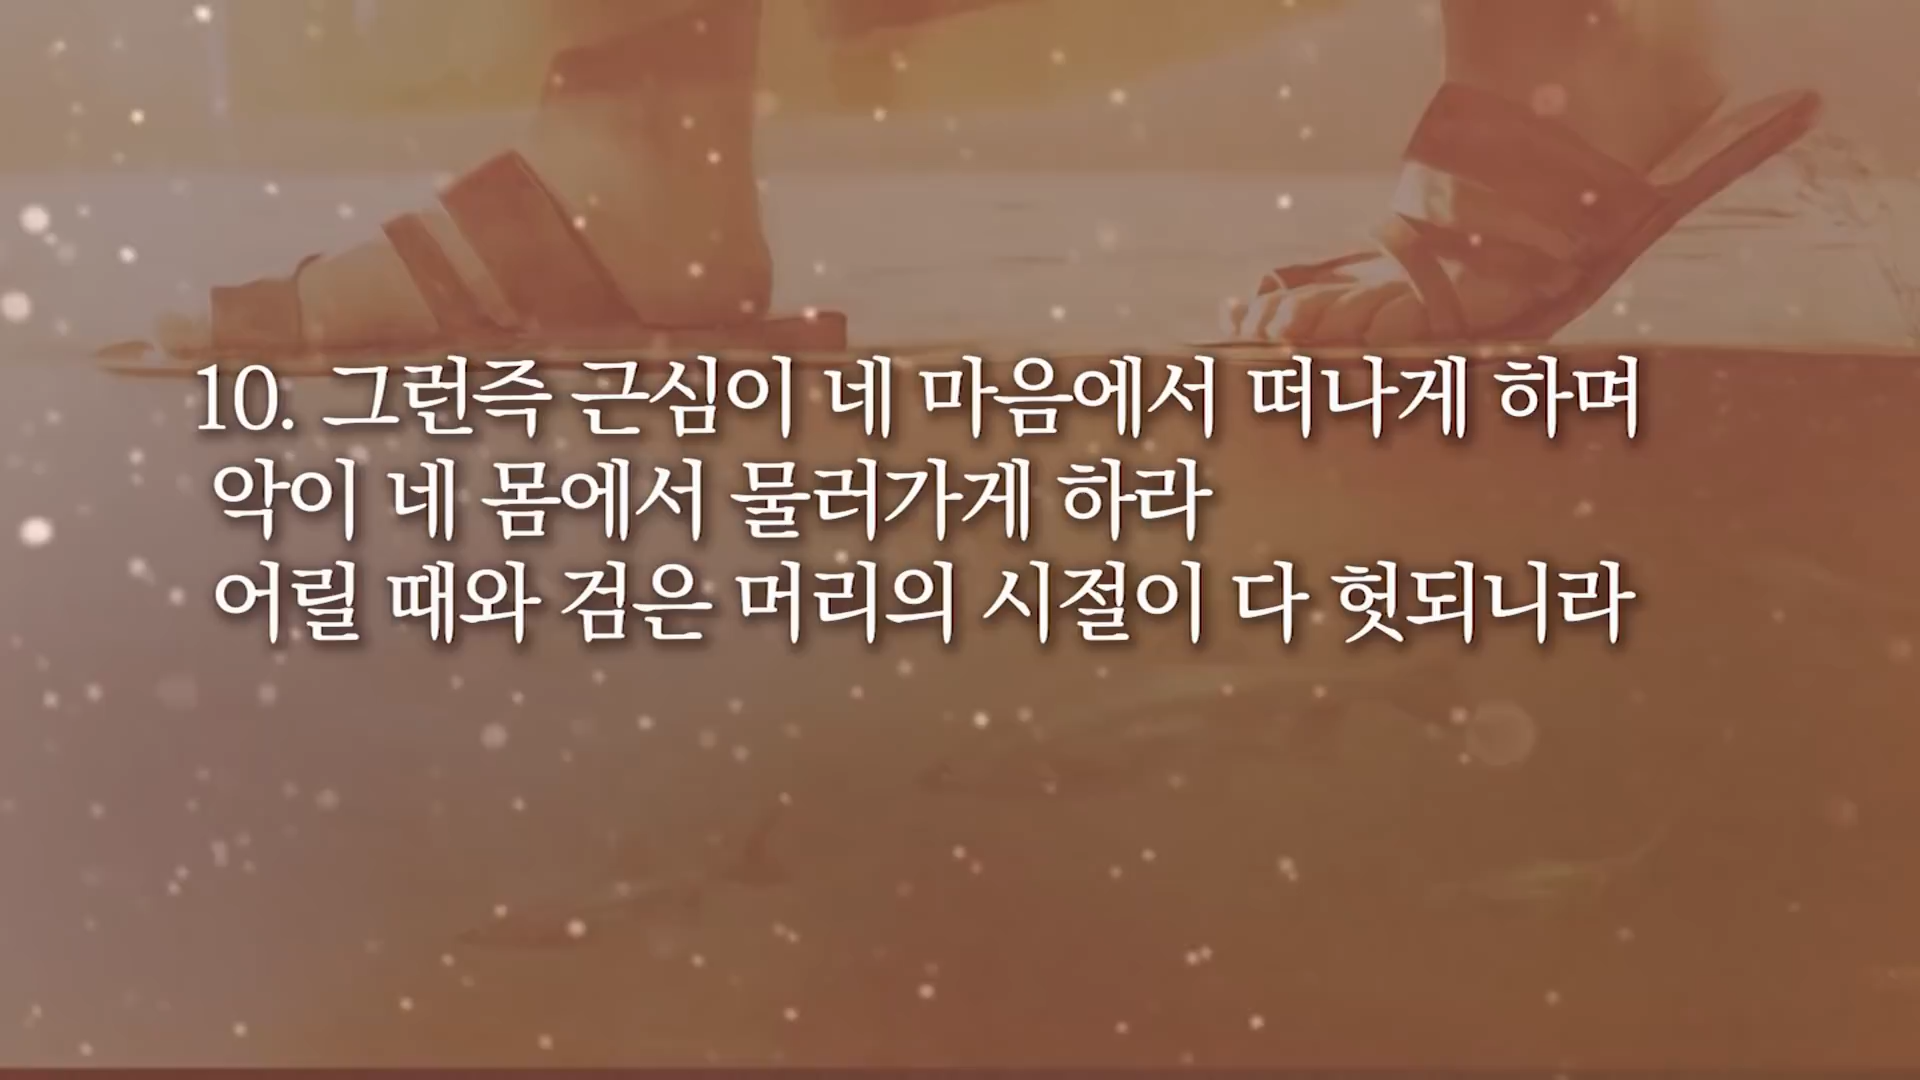 10. 그런즉 근심이 네 마음에서 떠나게 하며
악이 네 몸에서 물러가게 하라
어릴 때와 검은 머리의 시절이 다 헛되니라